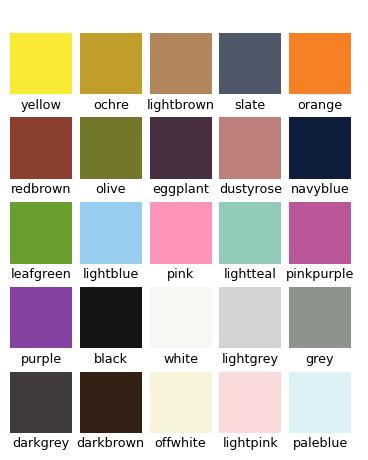 yellow ochre lightbrown slate orange
redbrown olive eggplant dustyrose navyblue
leafgreen lightblue pink lightteal pinkpurple
purple black white lightgrey grey
darkgrey darkbrown offwhite lightpink paleblue